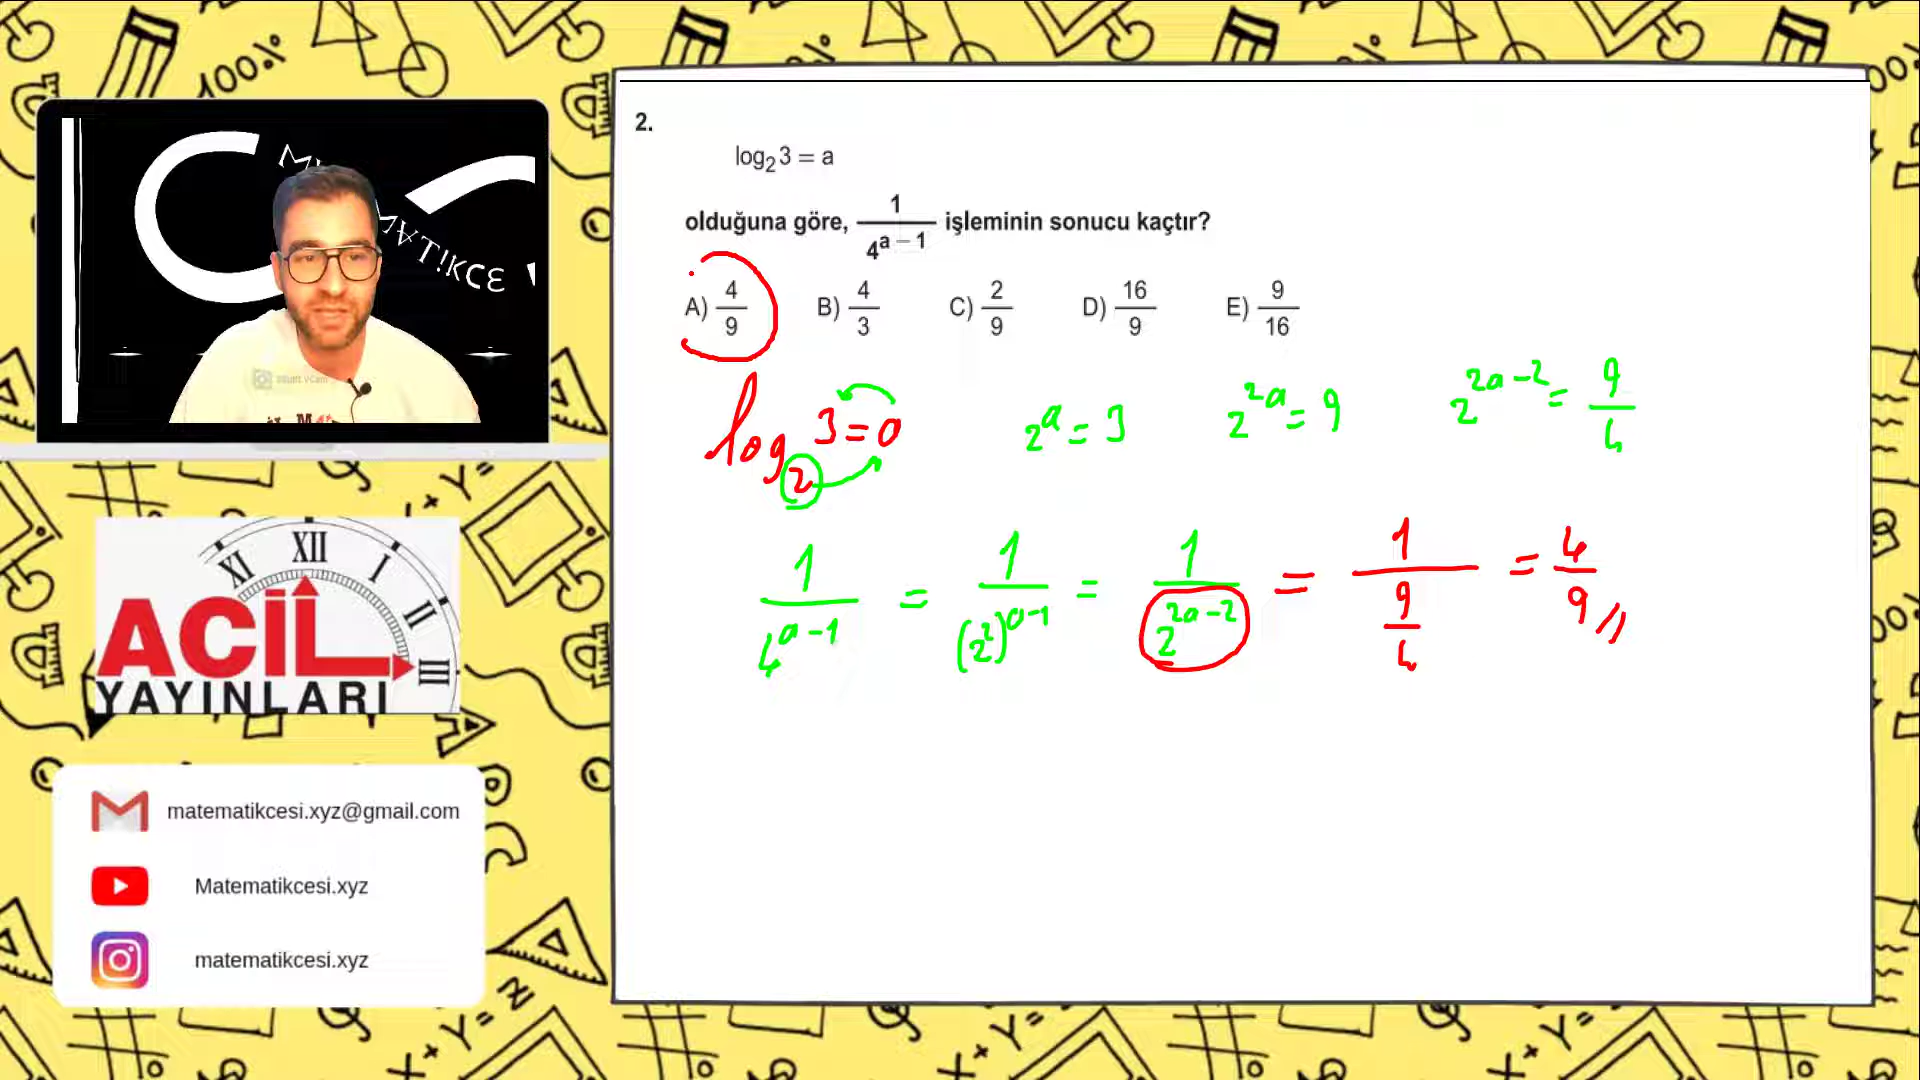 2.
log₂3 = a
olduğuna göre, 1/4^(a − 1) işleminin sonucu kaçtır?
A) 4/9 B) 4/3 C) 2/9 D) 16/9 E) 9/16
log₂ 3 = a 2^a = 3 2^(2a) = 9 2^(2a−2) = 9/4
1/4^(a−1) = 1/(2²)^(a−1) = 1/2^(2a−2) = 1/(9/4) = 4/9 //
XI XII I II III
ACİL
YAYINLARI
matematikcesi.xyz@gmail.com
Matematikcesi.xyz
matematikcesi.xyz